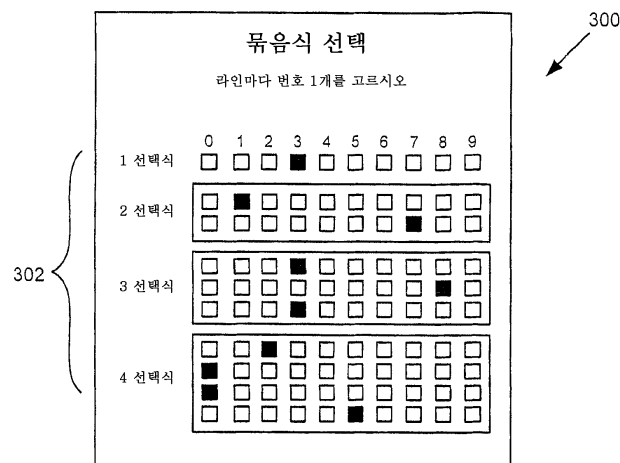 300
묶음식 선택
라인마다 번호 1개를 고르시오
0 1 2 3 4 5 6 7 8 9
1 선택식
2 선택식
302
3 선택식
4 선택식